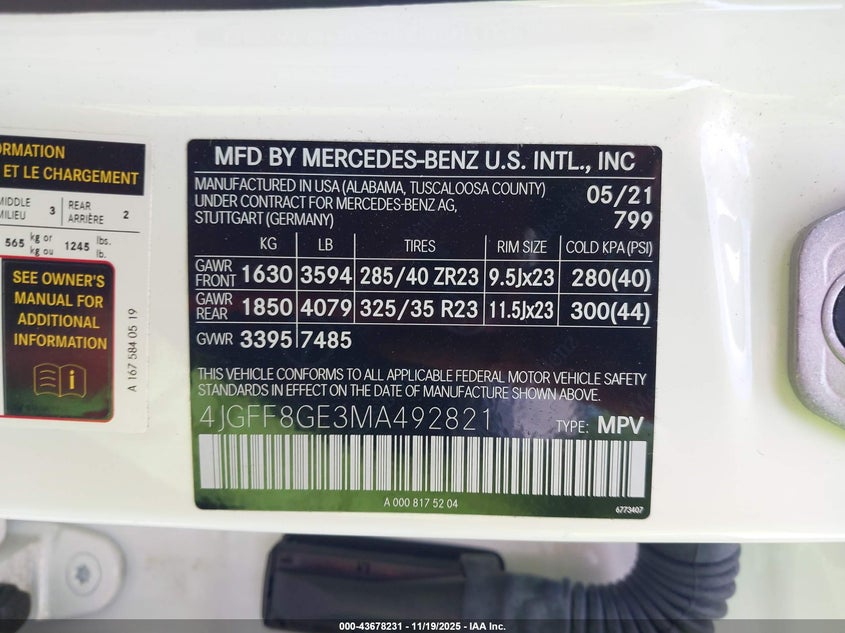 ORMATION
ET LE CHARGEMENT
MIDDLE
MILIEU 3 REAR
ARRIÈRE 2
565 kg or
kg ou 1245 lbs.
lb.
SEE OWNER'S
MANUAL FOR
ADDITIONAL
INFORMATION
A 167 584 05 19
MFD BY MERCEDES-BENZ U.S. INTL., INC
MANUFACTURED IN USA (ALABAMA, TUSCALOOSA COUNTY) 05/21
UNDER CONTRACT FOR MERCEDES-BENZ AG,
STUTTGART (GERMANY) 799
KG LB TIRES RIM SIZE COLD KPA (PSI)
GAWR
FRONT 1630 3594 285/40 ZR23 9.5Jx23 280(40)
GAWR
REAR 1850 4079 325/35 R23 11.5Jx23 300(44)
GVWR 3395 7485
THIS VEHICLE CONFORMS TO ALL APPLICABLE FEDERAL MOTOR VEHICLE SAFETY
STANDARDS IN EFFECT ON THE DATE OF MANUFACTURE SHOWN ABOVE.
4JGFF8GE3MA492821 TYPE: MPV
A 000 817 52 04
6773407
000-43678231 - 11/19/2025 - IAA Inc.